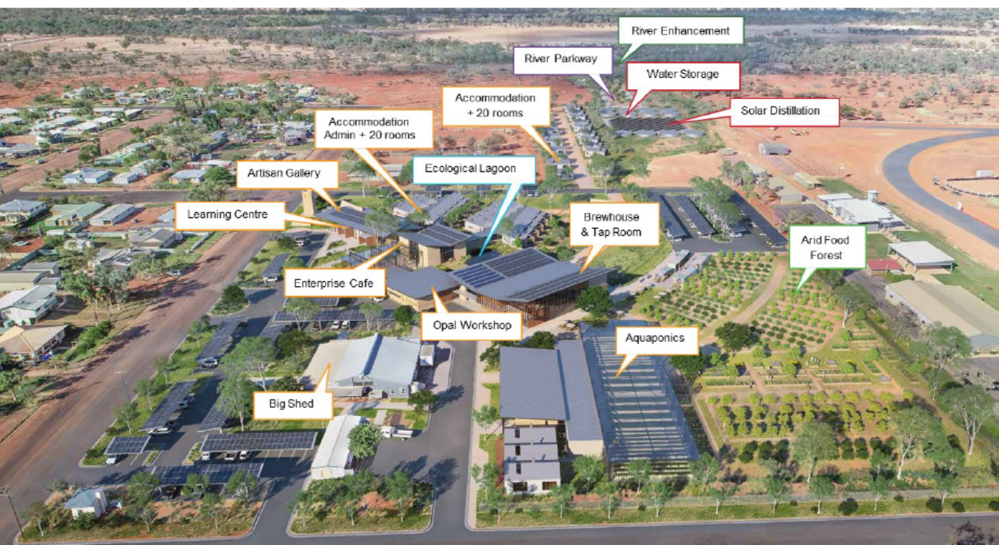 River Enhancement
River Parkway
Water Storage
Accommodation
+ 20 rooms
Solar Distillation
Accommodation
Admin + 20 rooms
Ecological Lagoon
Artisan Gallery
Learning Centre
Brewhouse
& Tap Room
Arid Food
Forest
Enterprise Cafe
Opal Workshop
Aquaponics
Big Shed